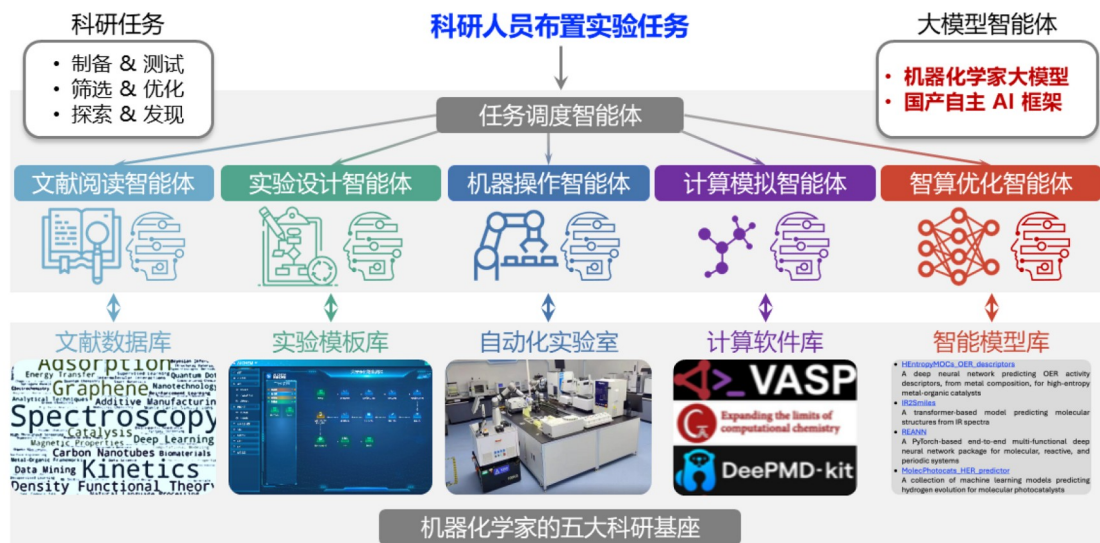 科研任务
• 制备 & 测试
• 筛选 & 优化
• 探索 & 发现
科研人员布置实验任务
大模型智能体
• 机器化学家大模型
• 国产自主 AI 框架
任务调度智能体
文献阅读智能体
实验设计智能体
机器操作智能体
计算模拟智能体
智算优化智能体
文献数据库
实验模板库
自动化实验室
计算软件库
智能模型库
Adsorption
Energy Transfer
Quantum Dot
Graphene
Nanotechnology
Additive Manufacturin
Spectroscopy
Catalysis
Magnetic Properties
Deep Learning
Carbon Nanotubes
Biomaterials
Data Mining
Kinetics
Density Functional Theory
VASP
Expanding the limits of
computational chemistry
DeePMD-kit
• HEntropyMOCs_OER_descriptors
A deep neural network predicting OER activity
descriptors, from metal composition, for high-entropy
metal-organic catalysts
• IR2Smiles
A transformer-based model predicting molecular
structures from IR spectra
• REANN
A PyTorch-based end-to-end multi-functional deep
neural network package for molecular, reactive, and
periodic systems
• MolecPhotocats_HER_predictor
A collection of machine learning models predicting
hydrogen evolution for molecular photocatalysts
机器化学家的五大科研基座